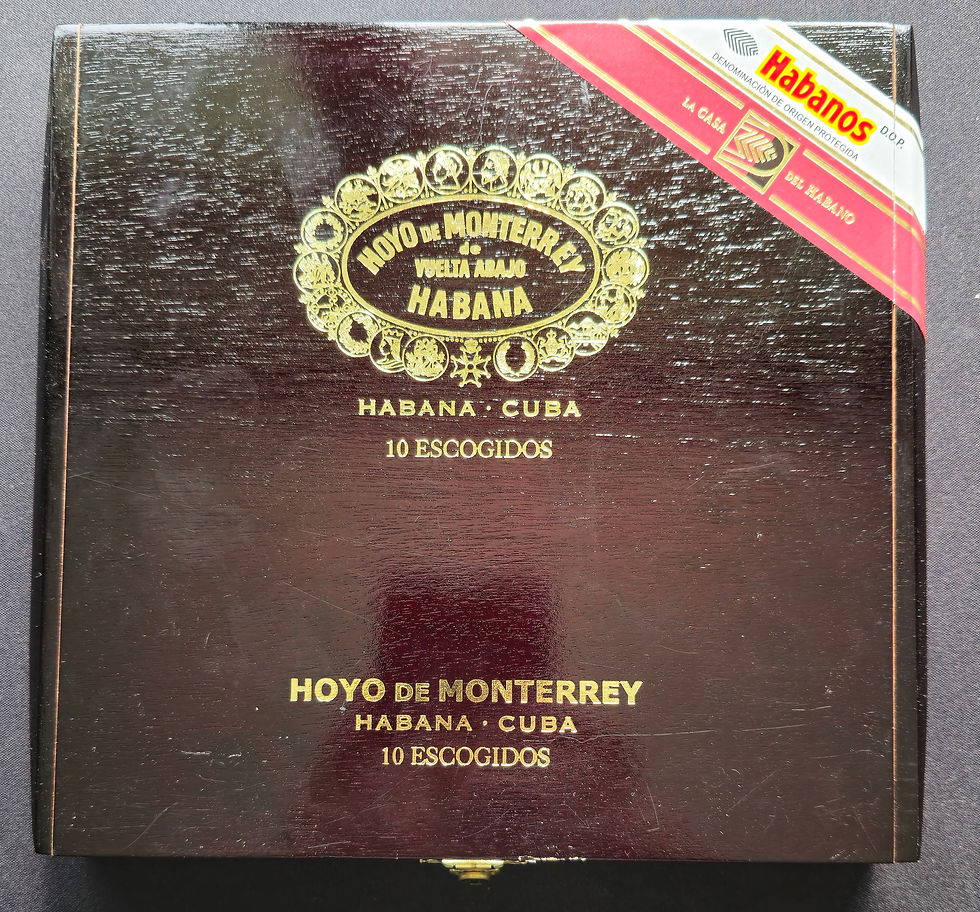 Habanos D.O.P.
DENOMINACIÓN DE ORIGEN PROTEGIDA
LA CASA DEL HABANO
HOYO DE MONTERREY
de
VUELTA ABAJO
HABANA
HABANA · CUBA
10 ESCOGIDOS
HOYO DE MONTERREY
HABANA · CUBA
10 ESCOGIDOS